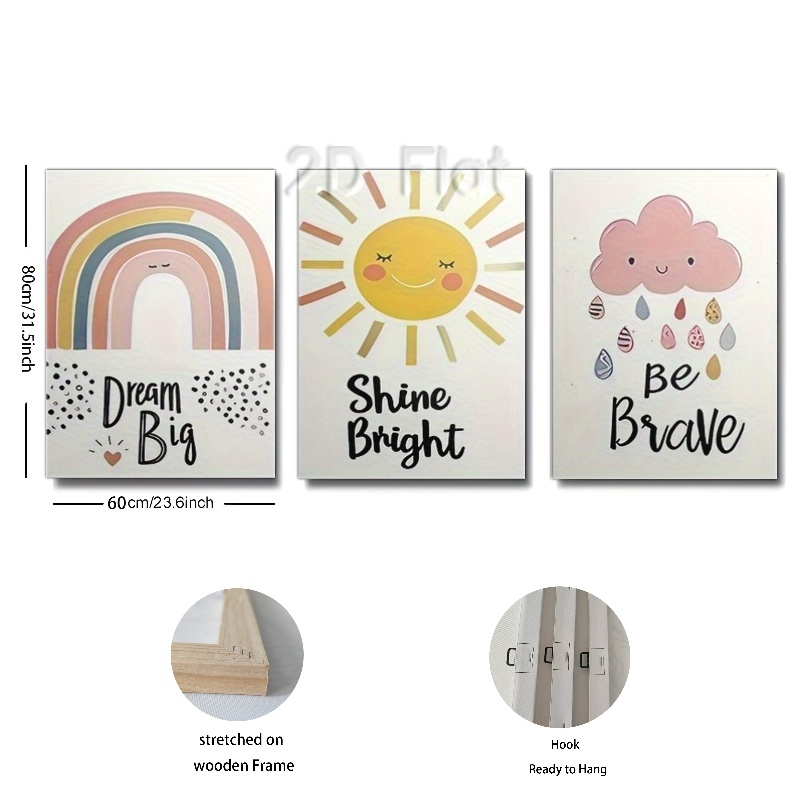 2D Flat
80cm/31.5inch
Dream
Big
Shine
Bright
Be
Brave
60cm/23.6inch
stretched on
wooden Frame
Hook
Ready to Hang